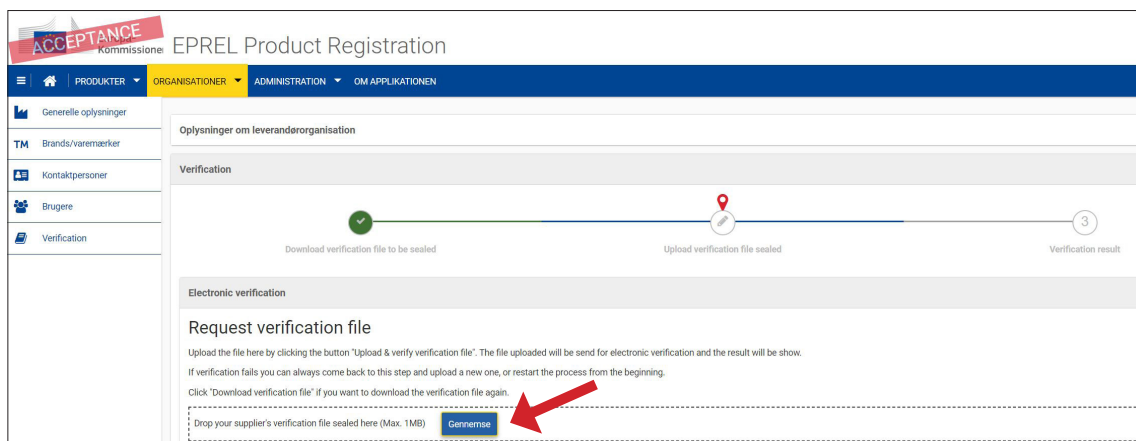 ACCEPTANCE
Kommissione
EPREL Product Registration
PRODUKTER
ORGANISATIONER
ADMINISTRATION
OM APPLIKATIONEN
Generelle oplysninger
TM Brands/varemærker
Kontaktpersoner
Brugere
Verification
Oplysninger om leverandørorganisation
Verification
3
Download verification file to be sealed
Upload verification file sealed
Verification result
Electronic verification
Request verification file
Upload the file here by clicking the button "Upload & verify verification file". The file uploaded will be send for electronic verification and the result will be show.
If verification fails you can always come back to this step and upload a new one, or restart the process from the beginning.
Click "Download verification file" if you want to download the verification file again.
Drop your supplier's verification file sealed here (Max. 1MB)
Gennemse